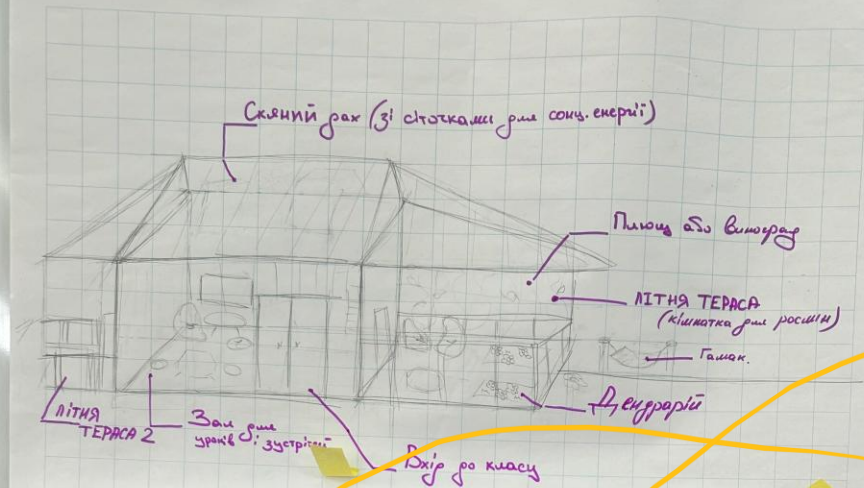 Скляний дах (зі сіточками для сонц. енергії)
Плющ або виноград
ЛІТНЯ ТЕРАСА
(кімнатка для рослин)
Гамак.
Дендрарій
ЛІТНЯ
ТЕРАСА 2
Зал для
уроків і зустрічей
Вхід до класу